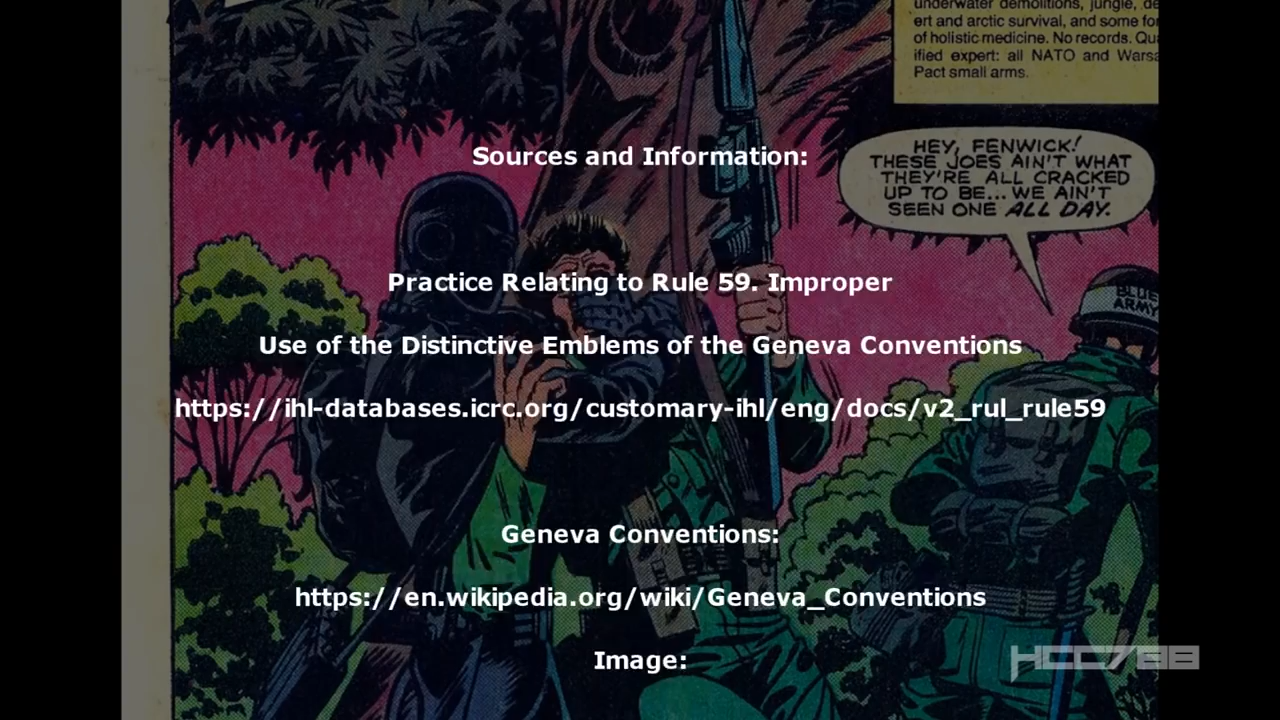 underwater demolitions, jungle, de
ert and arctic survival, and some fo
of holistic medicine. No records. Qu
ified expert: all NATO and Warsa
Pact small arms.
HEY, FENWICK!
THESE JOES AIN'T WHAT
THEY'RE ALL CRACKED
UP TO BE... WE AIN'T
SEEN ONE ALL DAY.
BLUE
ARMY
Sources and Information:
Practice Relating to Rule 59. Improper
Use of the Distinctive Emblems of the Geneva Conventions
https://ihl-databases.icrc.org/customary-ihl/eng/docs/v2_rul_rule59
Geneva Conventions:
https://en.wikipedia.org/wiki/Geneva_Conventions
Image:
HCC788